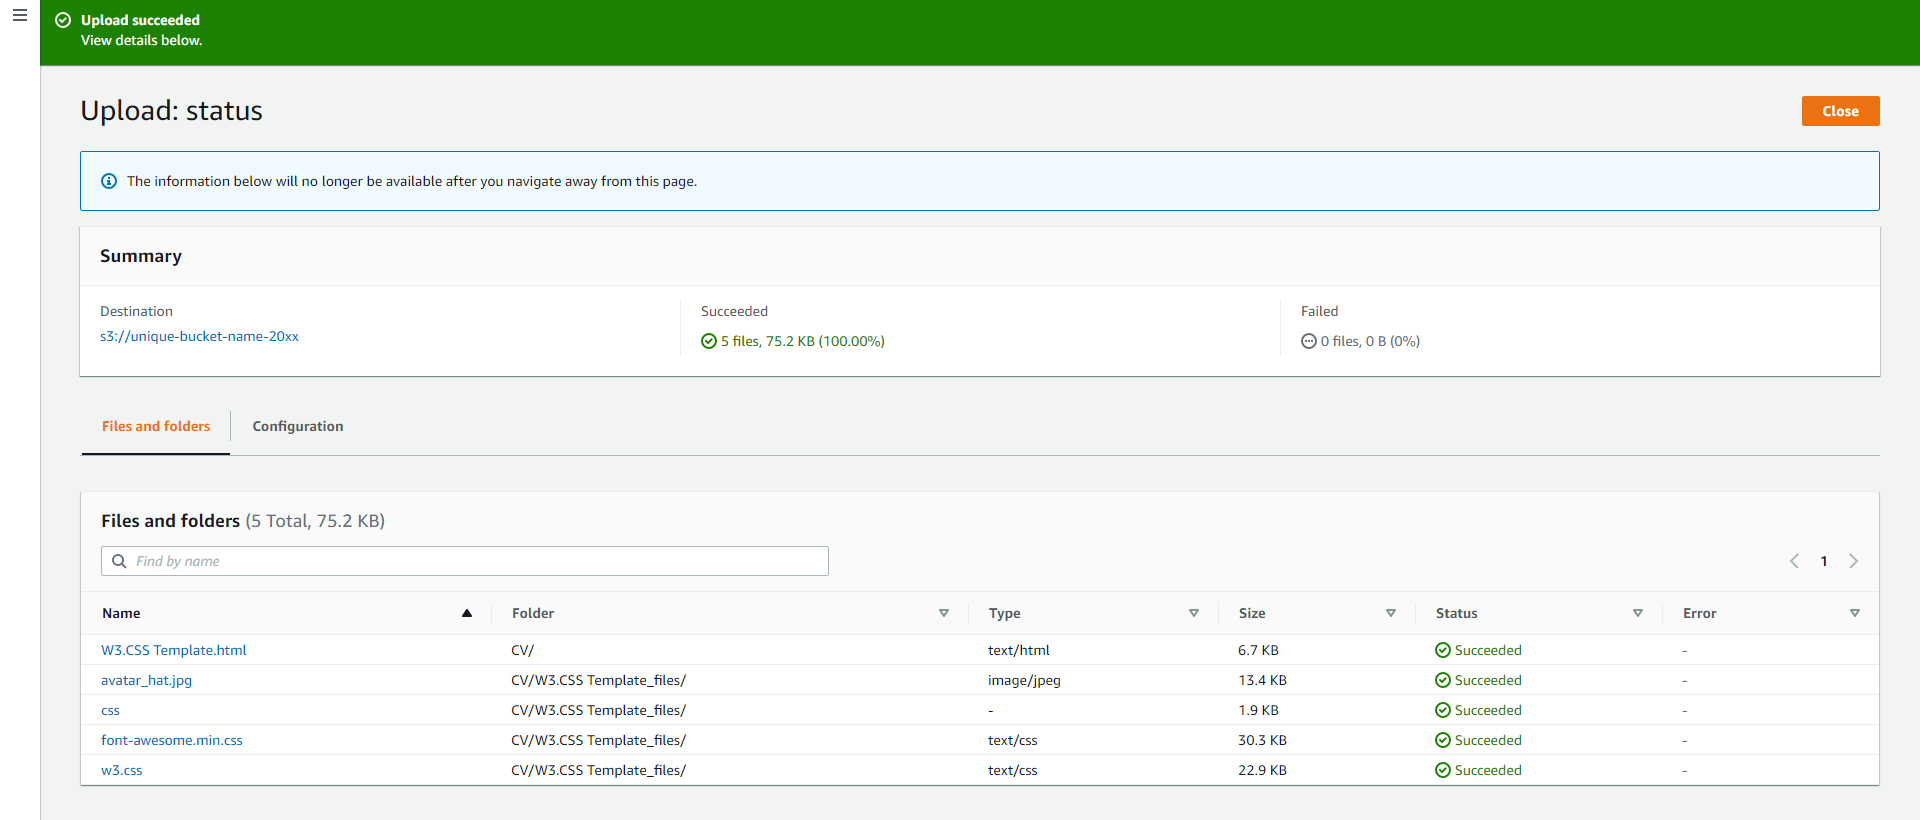 Upload succeeded
View details below.
Upload: status
Close
The information below will no longer be available after you navigate away from this page.
Summary
Destination
s3://unique-bucket-name-20xx
Succeeded
5 files, 75.2 KB (100.00%)
Failed
0 files, 0 B (0%)
Files and folders
Configuration
Files and folders (5 Total, 75.2 KB)
Find by name
1
Name Folder Type Size Status Error
W3.CSS Template.html CV/ text/html 6.7 KB Succeeded -
avatar_hat.jpg CV/W3.CSS Template_files/ image/jpeg 13.4 KB Succeeded -
css CV/W3.CSS Template_files/ - 1.9 KB Succeeded -
font-awesome.min.css CV/W3.CSS Template_files/ text/css 30.3 KB Succeeded -
w3.css CV/W3.CSS Template_files/ text/css 22.9 KB Succeeded -